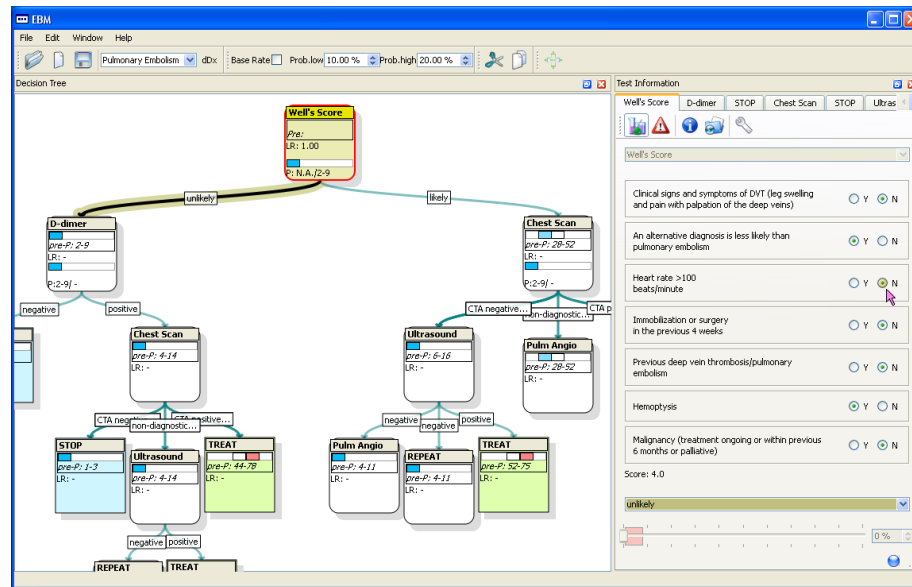 EBM
File Edit Window Help
Pulmonary Embolism dDx Base Rate Prob.low 10.00 % Prob.high 20.00 %
Decision Tree
Well's Score
Pre:
LR: 1.00
P: N.A./2-9
unlikely
likely
D-dimer
pre-P: 2-9
LR: -
P:2-9/ -
Chest Scan
pre-P: 28-52
LR: -
negative
positive
CTA negative...
non-diagnostic...
CTA p
Chest Scan
pre-P: 4-14
LR: -
Ultrasound
pre-P: 6-16
LR: -
Pulm Angio
pre-P: 28-52
LR: -
CTA negative...
non-diagnostic...
CTA positive...
negative
negative
positive
STOP
pre-P: 1-3
LR: -
Ultrasound
pre-P: 4-14
LR: -
TREAT
pre-P: 44-78
LR: -
Pulm Angio
pre-P: 4-11
LR: -
REPEAT
pre-P: 4-11
LR: -
TREAT
pre-P: 52-75
LR: -
negative
positive
REPEAT
TREAT
Test Information
Well's Score D-dimer STOP Chest Scan STOP Ultras
Well's Score
Clinical signs and symptoms of DVT (leg swelling
and pain with palpation of the deep veins)
Y N
An alternative diagnosis is less likely than
pulmonary embolism
Y N
Heart rate >100
beats/minute
Y N
Immobilization or surgery
in the previous 4 weeks
Y N
Previous deep vein thrombosis/pulmonary
embolism
Y N
Hemoptysis
Y N
Malignancy (treatment ongoing or within previous
6 months or palliative)
Y N
Score: 4.0
unlikely
0 %